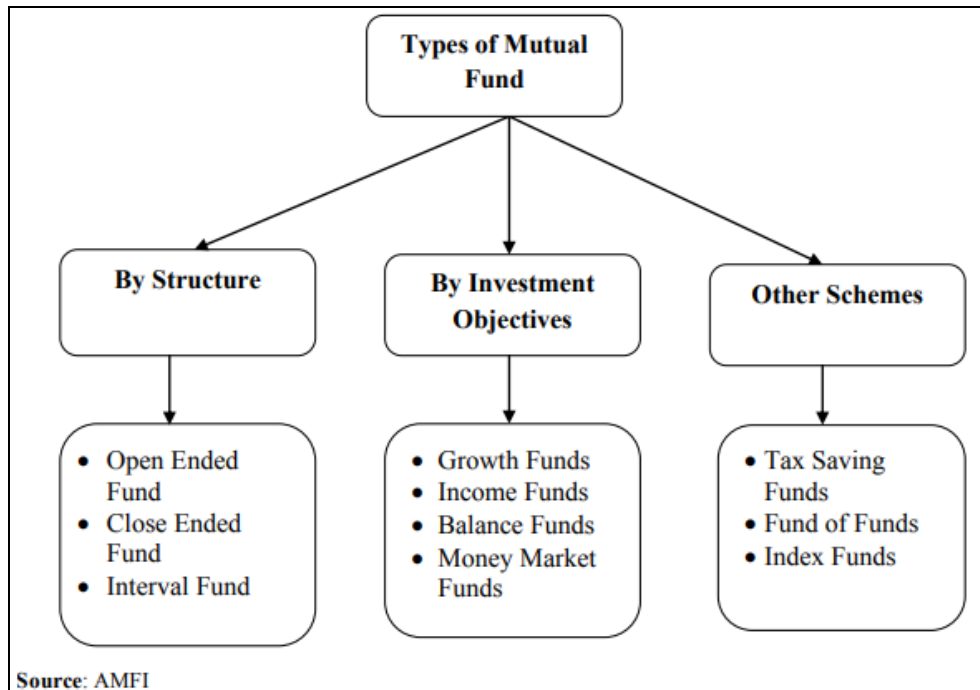 Types of Mutual
Fund
By Structure
By Investment
Objectives
Other Schemes
• Open Ended
Fund
• Close Ended
Fund
• Interval Fund
• Growth Funds
• Income Funds
• Balance Funds
• Money Market
Funds
• Tax Saving
Funds
• Fund of Funds
• Index Funds
Source: AMFI